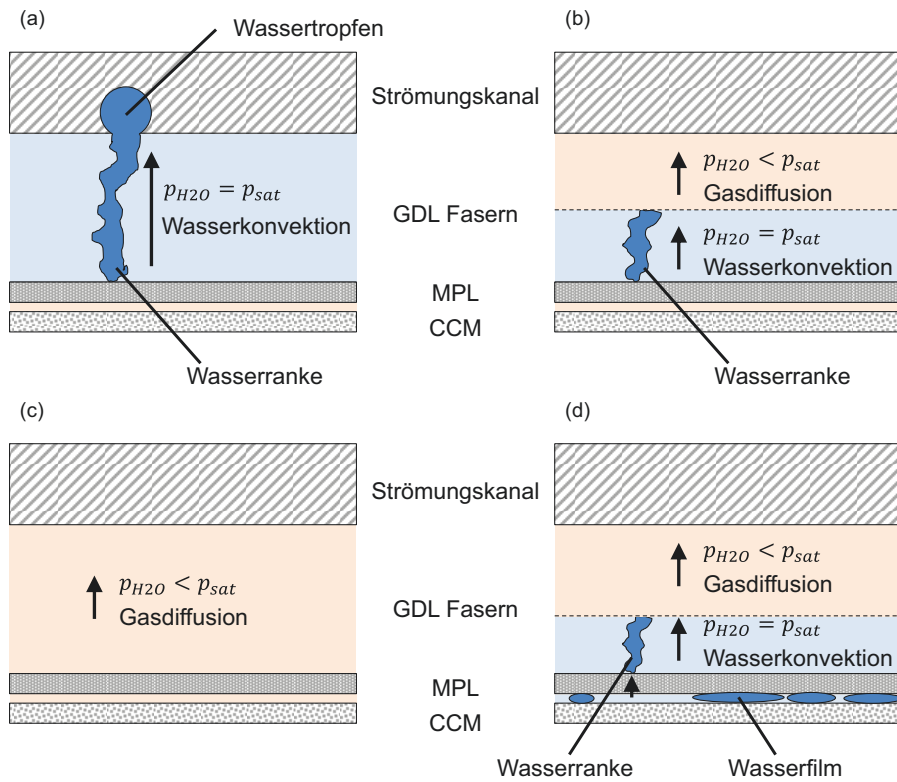 (a)
Wassertropfen
(b)
Strömungskanal
p_{H2O} = p_{sat}
Wasserkonvektion
GDL Fasern
p_{H2O} < p_{sat}
Gasdiffusion
p_{H2O} = p_{sat}
Wasserkonvektion
MPL
CCM
Wasserranke
Wasserranke
(c)
(d)
Strömungskanal
p_{H2O} < p_{sat}
Gasdiffusion
GDL Fasern
p_{H2O} < p_{sat}
Gasdiffusion
p_{H2O} = p_{sat}
Wasserkonvektion
MPL
CCM
Wasserranke
Wasserfilm